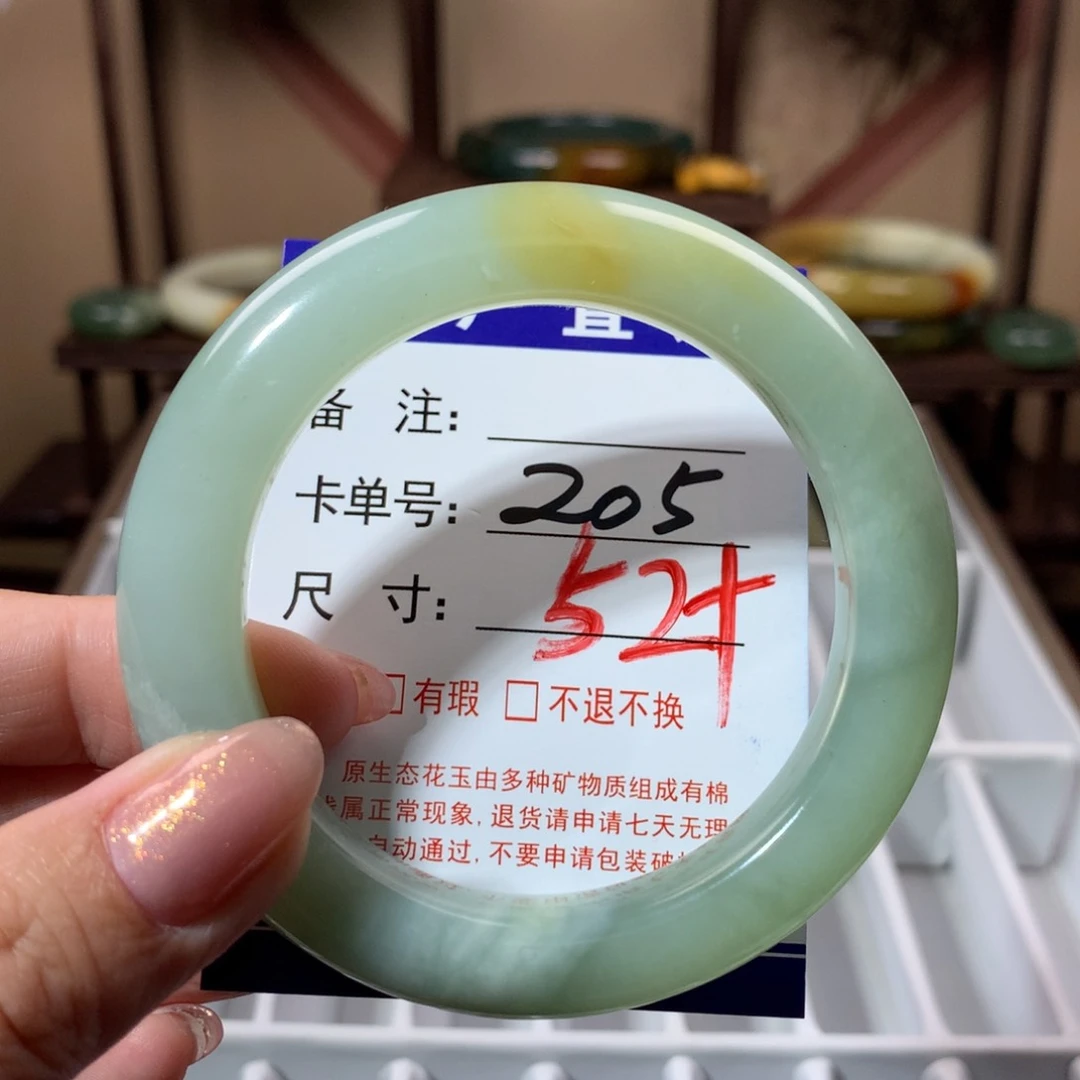 宜
备 注:
卡单号: 205
尺 寸: 52+
□有瑕 □不退不换
原生态花玉由多种矿物质组成有棉
属正常现象, 退货请申请七天无理
自动通过, 不要申请包装破